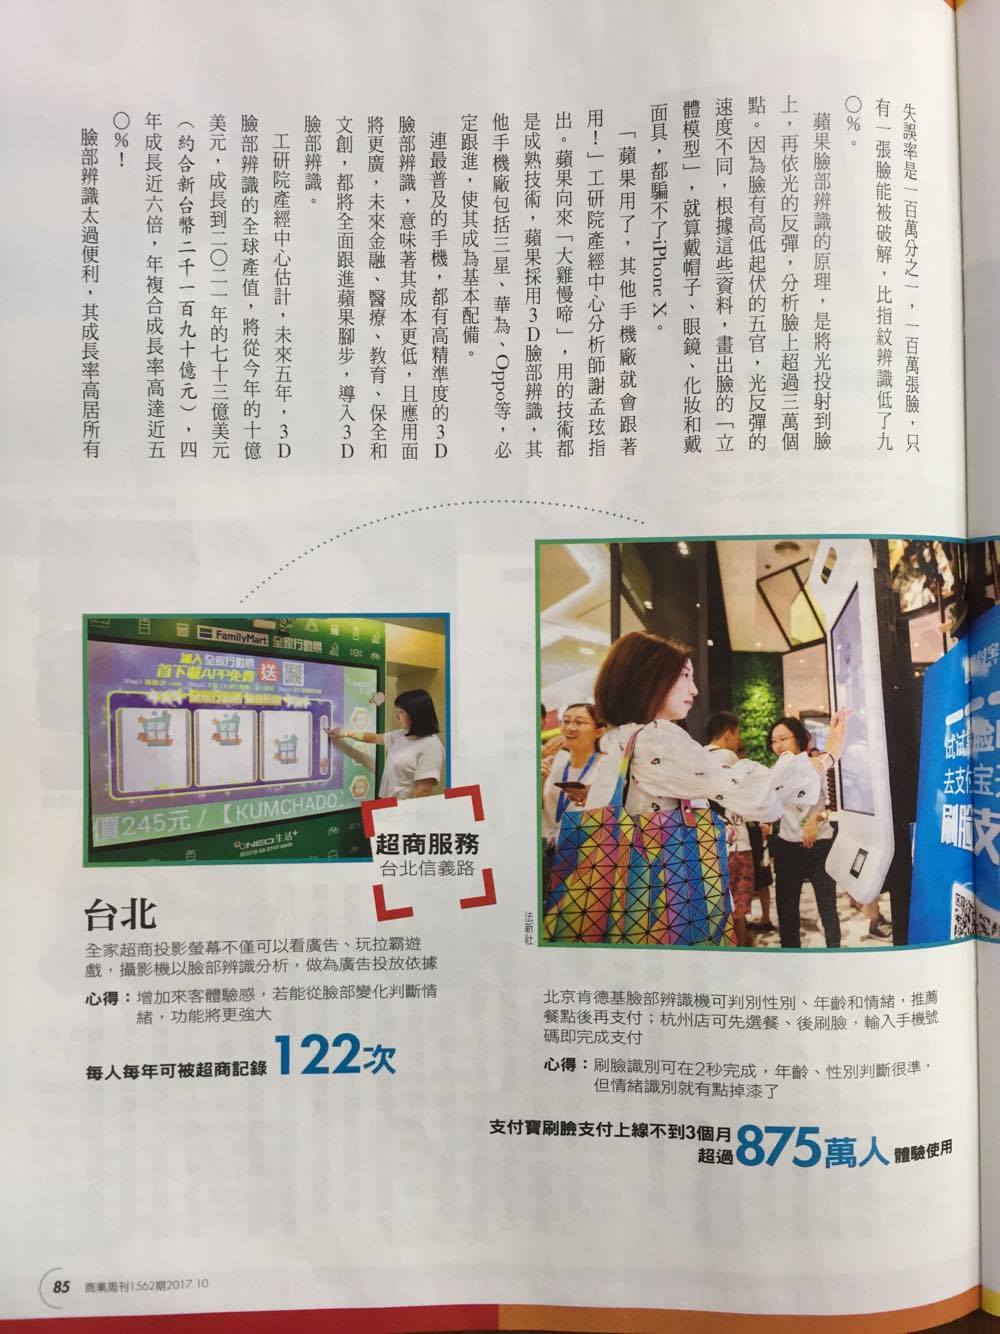 失誤率是一百萬分之一，一百萬張臉，只
有一張臉能被破解，比指紋辨識低了九
○％。
蘋果臉部辨識的原理，是將光投射到臉
上，再依光的反彈，分析臉上超過三萬個
點。因為臉有高低起伏的五官，光反彈的
速度不同，根據這些資料，畫出臉的「立
體模型」，就算戴帽子、眼鏡、化妝和戴
面具，都騙不了iPhone X。
「蘋果用了，其他手機廠就會跟著
用！」工研院產經中心分析師謝孟玹指
出。蘋果向來「大雞慢啼」，用的技術都
是成熟技術，蘋果採用3D臉部辨識，其
他手機廠包括三星、華為、Oppo等，必
定跟進，使其成為基本配備。
連最普及的手機，都有高精準度的3D
臉部辨識，意味著其成本更低，且應用面
將更廣，未來金融、醫療、教育、保全和
文創，都將全面跟進蘋果腳步，導入3D
臉部辨識。
工研院產經中心估計，未來五年，3D
臉部辨識的全球產值，將從今年的十億
美元，成長到二○二一年的七十三億美元
（約合新台幣二千一百九十億元），四
年成長近六倍，年複合成長率高達近五
○％！
臉部辨識太過便利，其成長率高居所有
FamilyMart 全家行動購
加入全家行動購
首下載APP免費 送
價245元 /【KUMCHADO
NEO 生活+
超商服務
台北信義路
台北
全家超商投影螢幕不僅可以看廣告、玩拉霸遊
戲，攝影機以臉部辨識分析，做為廣告投放依據
心得：增加來客體驗感，若能從臉部變化判斷情
緒，功能將更強大
每人每年可被超商記錄122次
付宝
试试
去支付宝
刷脸支
法新社
北京肯德基臉部辨識機可判別性別、年齡和情緒，推薦
餐點後再支付；杭州店可先選餐、後刷臉，輸入手機號
碼即完成支付
心得：刷臉識別可在2秒完成，年齡、性別判斷很準，
但情緒識別就有點掉漆了
支付寶刷臉支付上線不到3個月
超過875萬人 體驗使用
85 商業周刊1562期2017.10